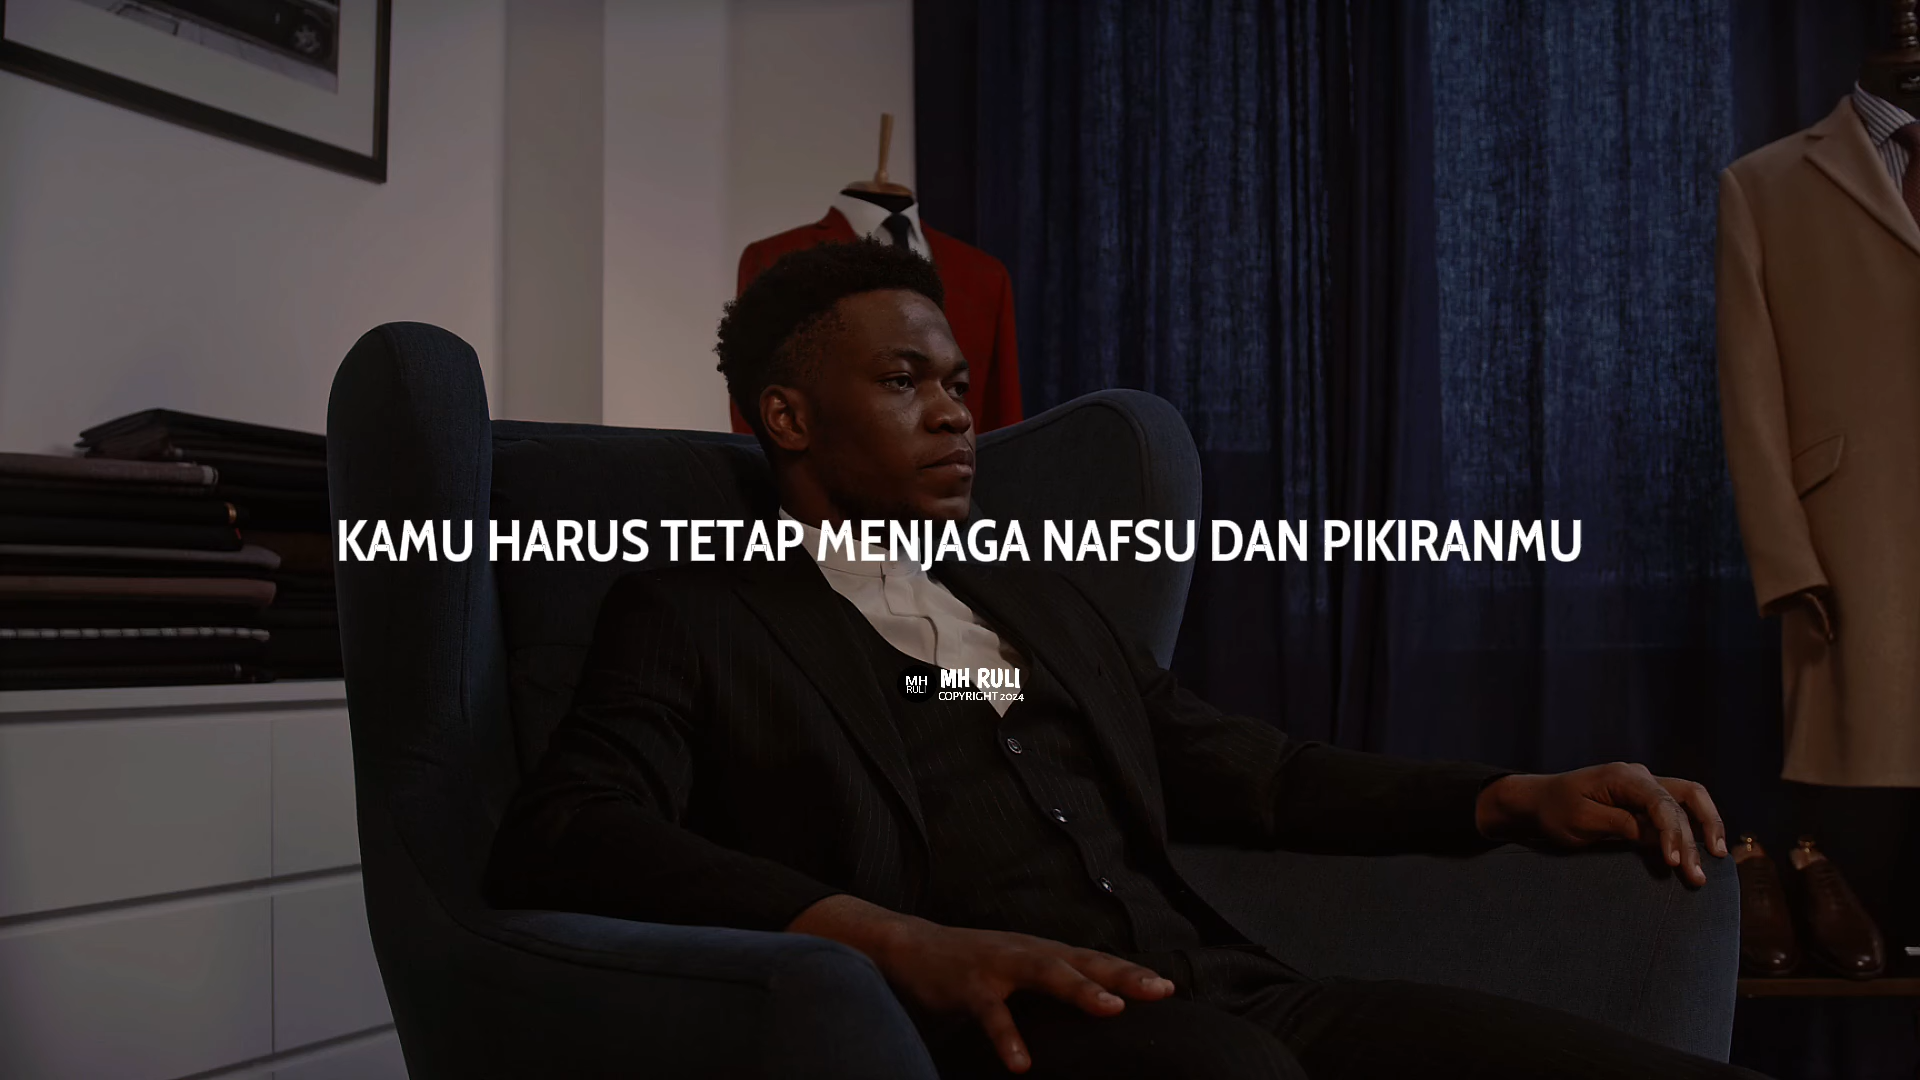 KAMU HARUS TETAP MENJAGA NAFSU DAN PIKIRANMU
MH
RULI
MH RULI
COPYRIGHT 2024